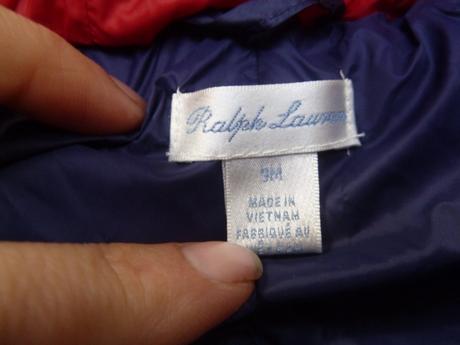 Ralph Lauren
9M
MADE IN
VIETNAM
FABRIQUÉ AU